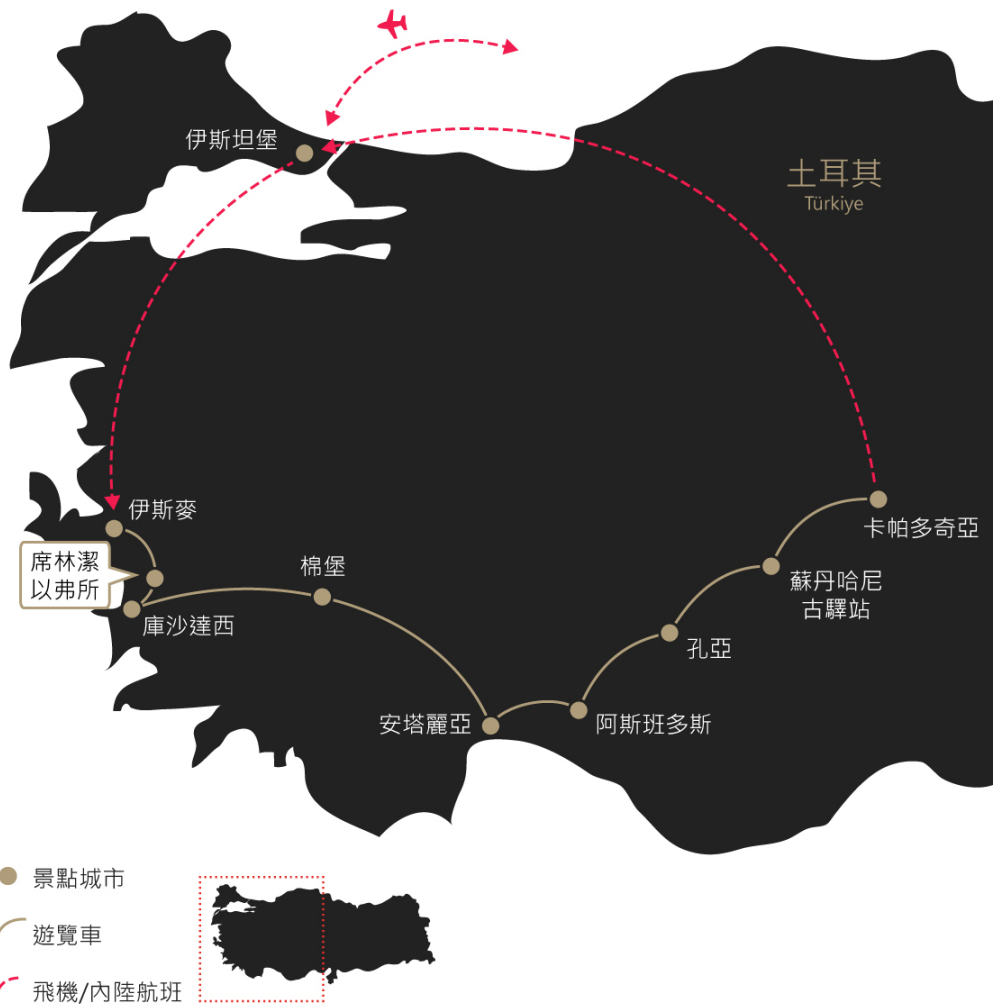 伊斯坦堡
土耳其
Türkiye
伊斯麥
席林潔
以弗所
庫沙達西
棉堡
卡帕多奇亞
蘇丹哈尼
古驛站
孔亞
安塔麗亞
阿斯班多斯
景點城市
遊覽車
飛機/內陸航班